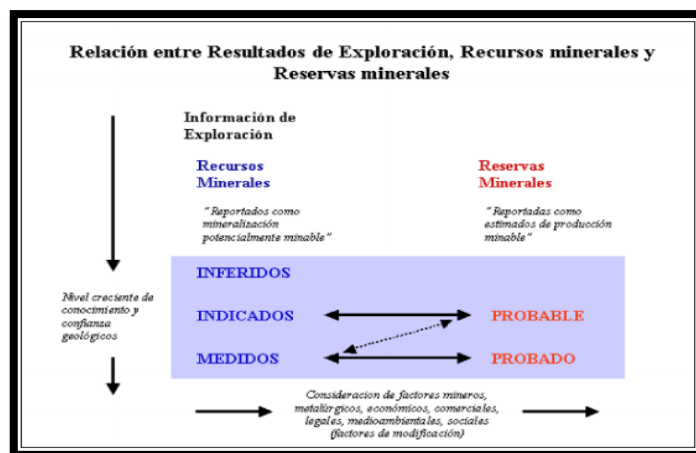 Relación entre Resultados de Exploración, Recursos minerales y
Reservas minerales
Información de
Exploración
Recursos
Minerales
Reservas
Minerales
"Reportados como
mineralización
potencialmente minable"
"Reportadas como
estimados de producción
minable"
INFERIDOS
Nivel creciente de
conocimiento y
confianza
geológicos
INDICADOS
PROBABLE
MEDIDOS
PROBADO
Consideracion de factores mineros,
metalúrgicos, económicos, comerciales,
legales, medioambientales, sociales
(factores de modificación)